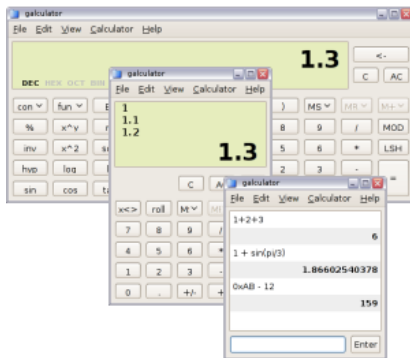 galculator
File Edit View Calculator Help
1.3
<-
DEC HEX OCT BIN
C AC
con fun
) MS MR M+
% x^y
8 9 / MOD
inv x^2
5 6 * LSH
hyp log
2 3 - =
sin cos
galculator
File Edit View Calculator Help
1
1.1
1.2
1.3
C
x<> roll M
7 8 9 /
4 5 6 *
1 2 3 -
0 . +/- +
galculator
File Edit View Calculator Help
1+2+3
6
1 + sin(pi/3)
1.86602540378
0xAB - 12
159
Enter